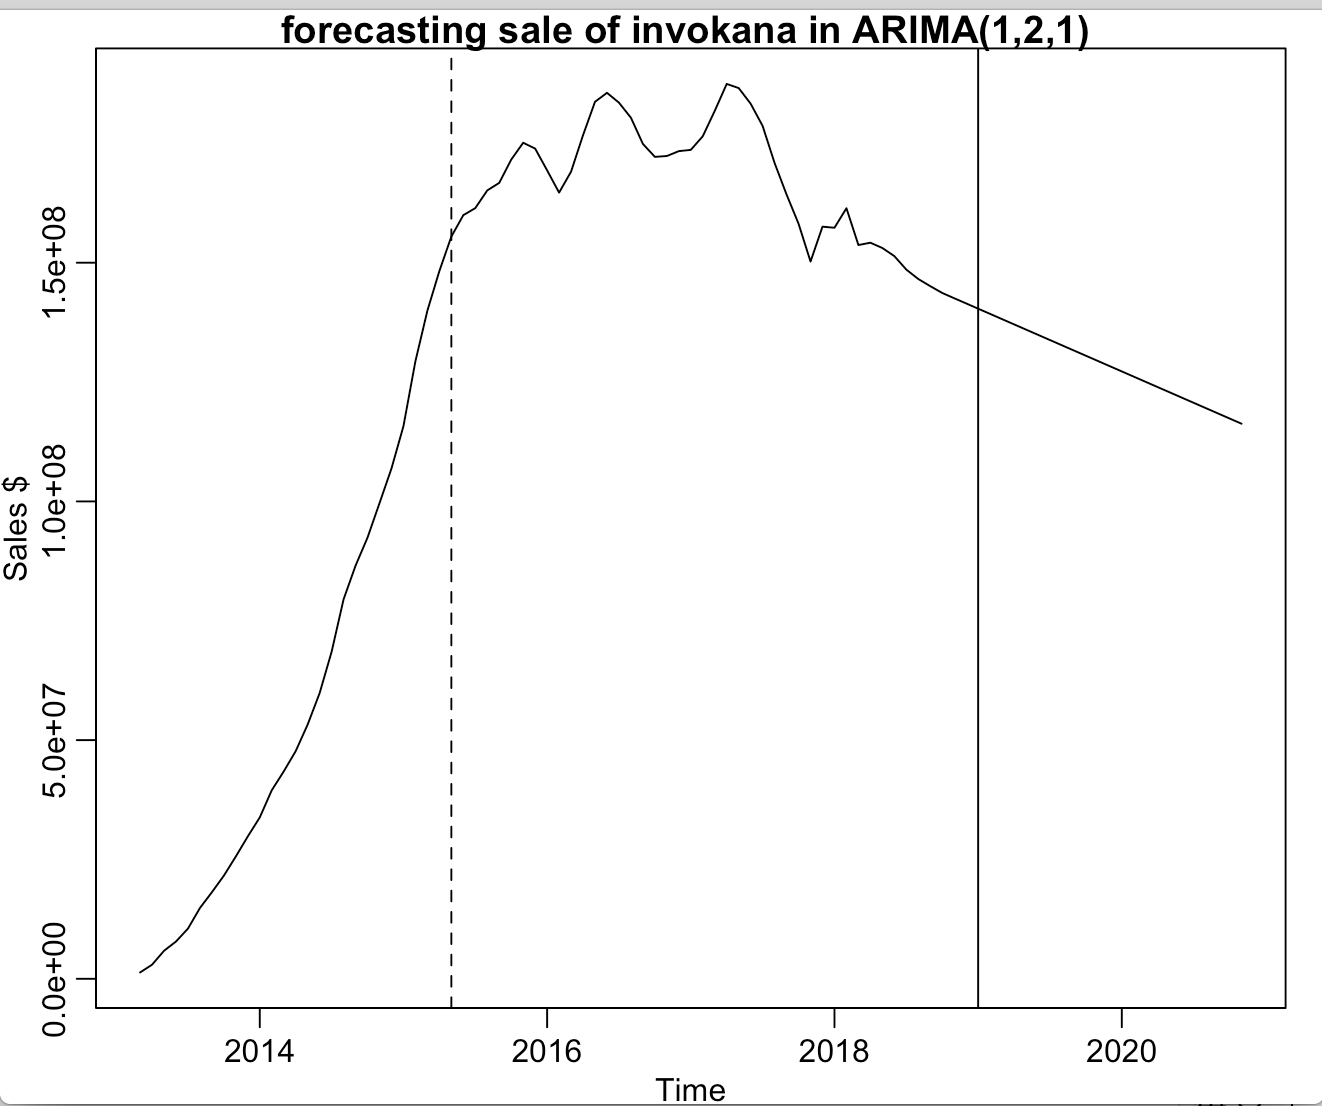 forecasting sale of invokana in ARIMA(1,2,1)
Sales $
1.5e+08
1.0e+08
5.0e+07
0.0e+00
2014 2016 2018 2020
Time